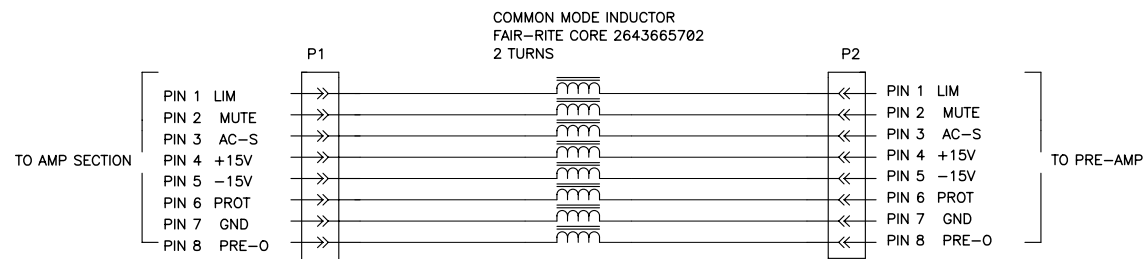 COMMON MODE INDUCTOR
FAIR-RITE CORE 2643665702
2 TURNS
P1
P2
PIN 1 LIM
PIN 2 MUTE
PIN 3 AC-S
PIN 4 +15V
PIN 5 -15V
PIN 6 PROT
PIN 7 GND
PIN 8 PRE-O
TO AMP SECTION
PIN 1 LIM
PIN 2 MUTE
PIN 3 AC-S
PIN 4 +15V
PIN 5 -15V
PIN 6 PROT
PIN 7 GND
PIN 8 PRE-O
TO PRE-AMP